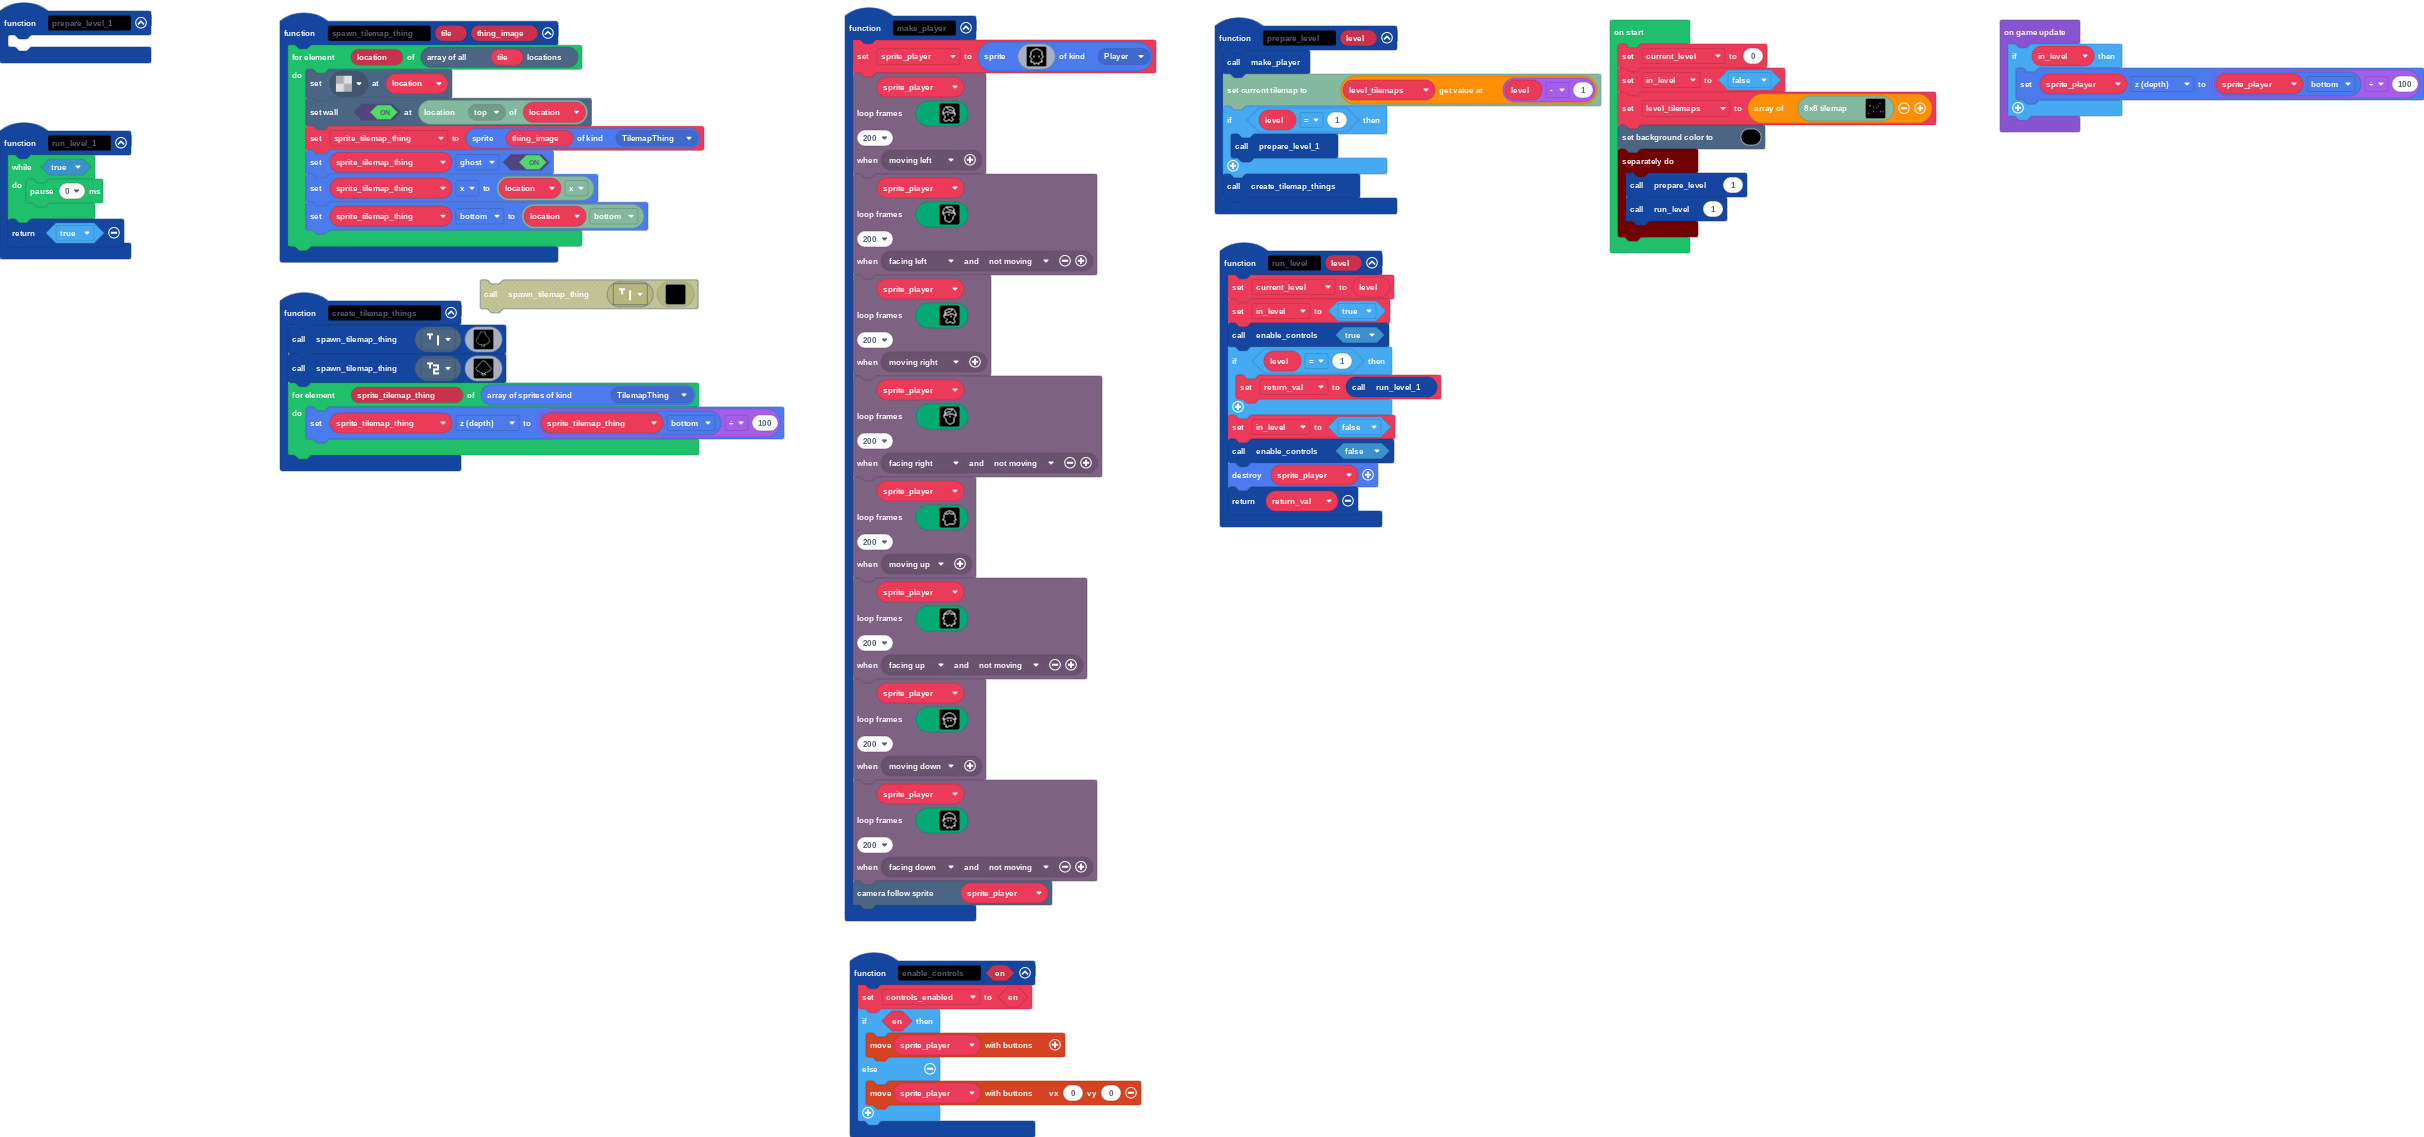 function prepare_level_1
function run_level_1
while true
do
pause 0 ms
return true
function spawn_tilemap_thing tile thing_image
for element location of array of all tile locations
do
set at location
set wall ON at location top of location
set sprite_tilemap_thing to sprite thing_image of kind TilemapThing
set sprite_tilemap_thing ghost ON
set sprite_tilemap_thing x to location x
set sprite_tilemap_thing bottom to location bottom
call spawn_tilemap_thing T1
function create_tilemap_things
call spawn_tilemap_thing T1
call spawn_tilemap_thing T2
for element sprite_tilemap_thing of array of sprites of kind TilemapThing
do
set sprite_tilemap_thing z (depth) to sprite_tilemap_thing bottom ÷ 100
function make_player
set sprite_player to sprite of kind Player
sprite_player
loop frames
200
when moving left
sprite_player
loop frames
200
when facing left and not moving
sprite_player
loop frames
200
when moving right
sprite_player
loop frames
200
when facing right and not moving
sprite_player
loop frames
200
when moving up
sprite_player
loop frames
200
when facing up and not moving
sprite_player
loop frames
200
when moving down
sprite_player
loop frames
200
when facing down and not moving
camera follow sprite sprite_player
function enable_controls en
set controls_enabled to en
if en then
move sprite_player with buttons
else
move sprite_player with buttons vx 0 vy 0
function prepare_level level
call make_player
set current tilemap to level_tilemaps get value at level - 1
if level = 1 then
call prepare_level_1
call create_tilemap_things
function run_level level
set current_level to level
set in_level to true
call enable_controls true
if level = 1 then
set return_val to call run_level_1
set in_level to false
call enable_controls false
destroy sprite_player
return return_val
on start
set current_level to 0
set in_level to false
set level_tilemaps to array of 8x8 tilemap
set background color to
separately do
call prepare_level 1
call run_level 1
on game update
if in_level then
set sprite_player z (depth) to sprite_player bottom ÷ 100